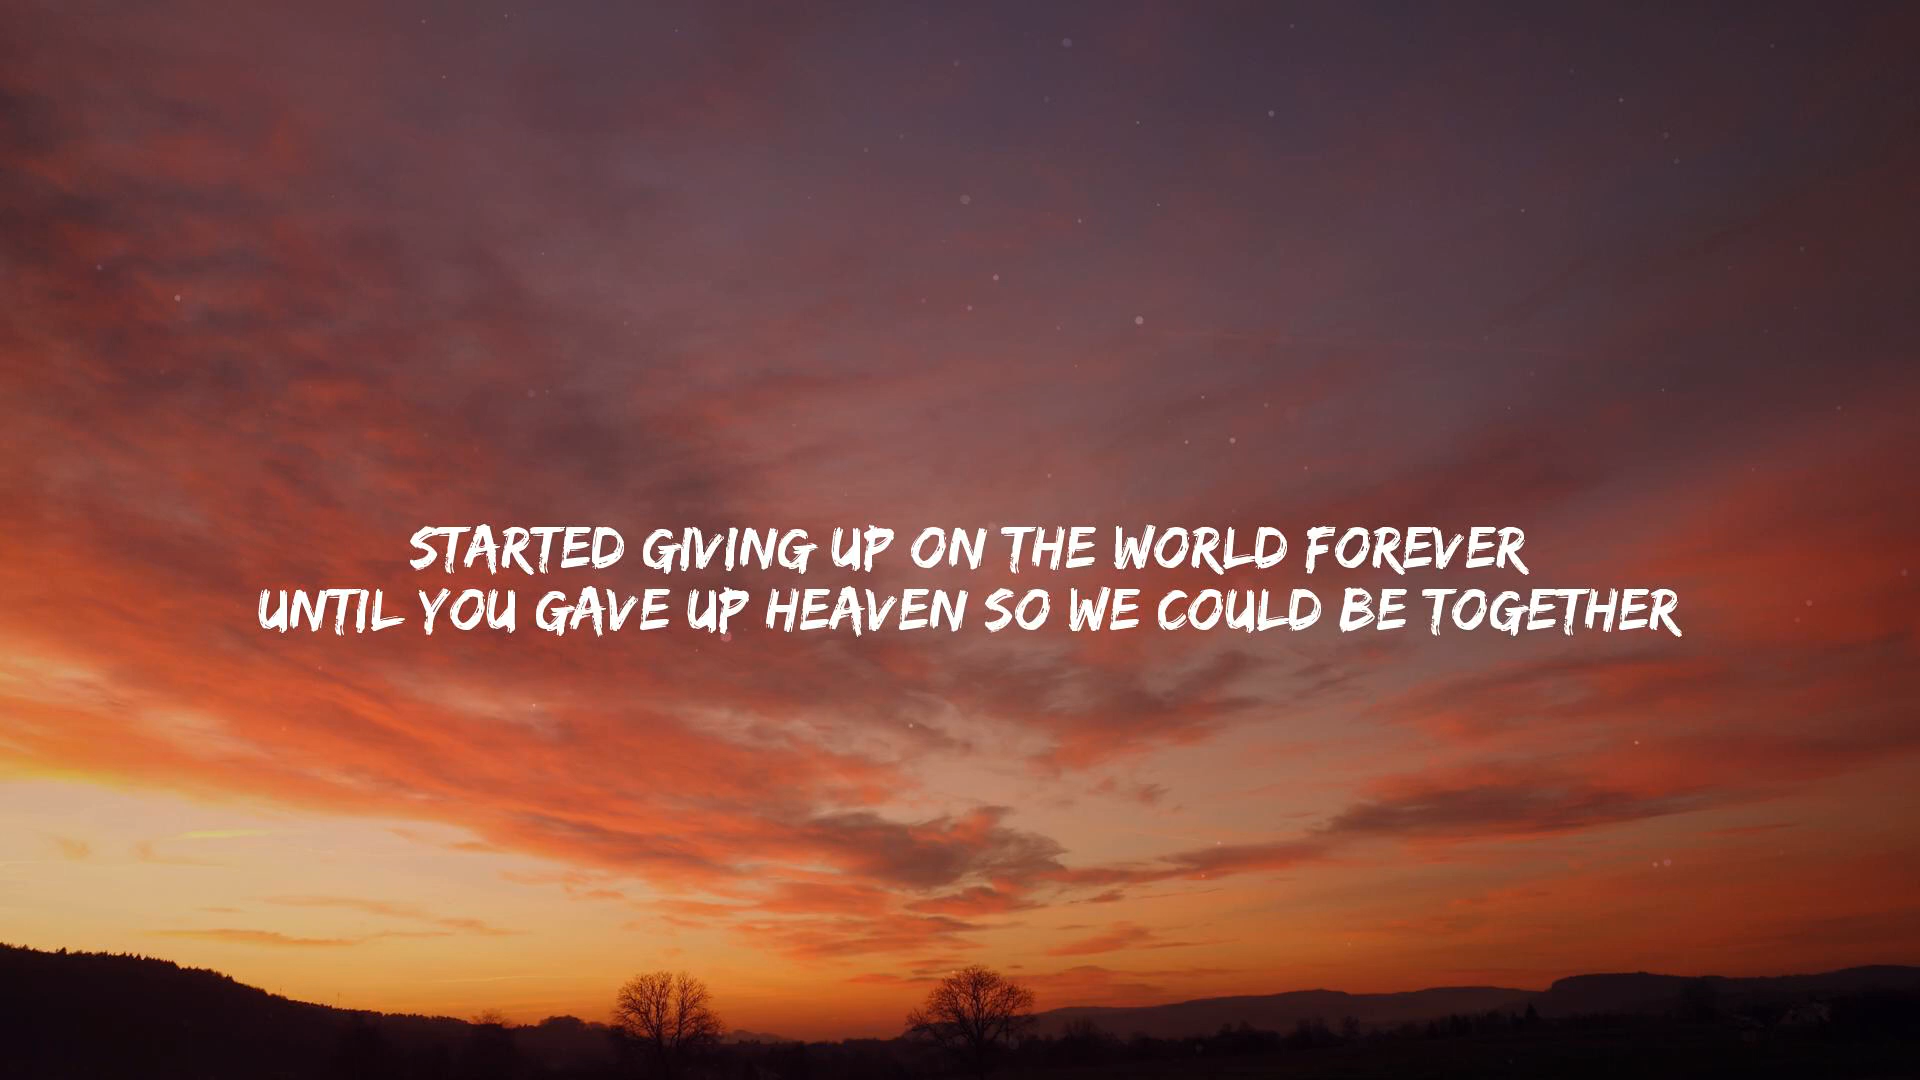 STARTED GIVING UP ON THE WORLD FOREVER
UNTIL YOU GAVE UP HEAVEN SO WE COULD BE TOGETHER